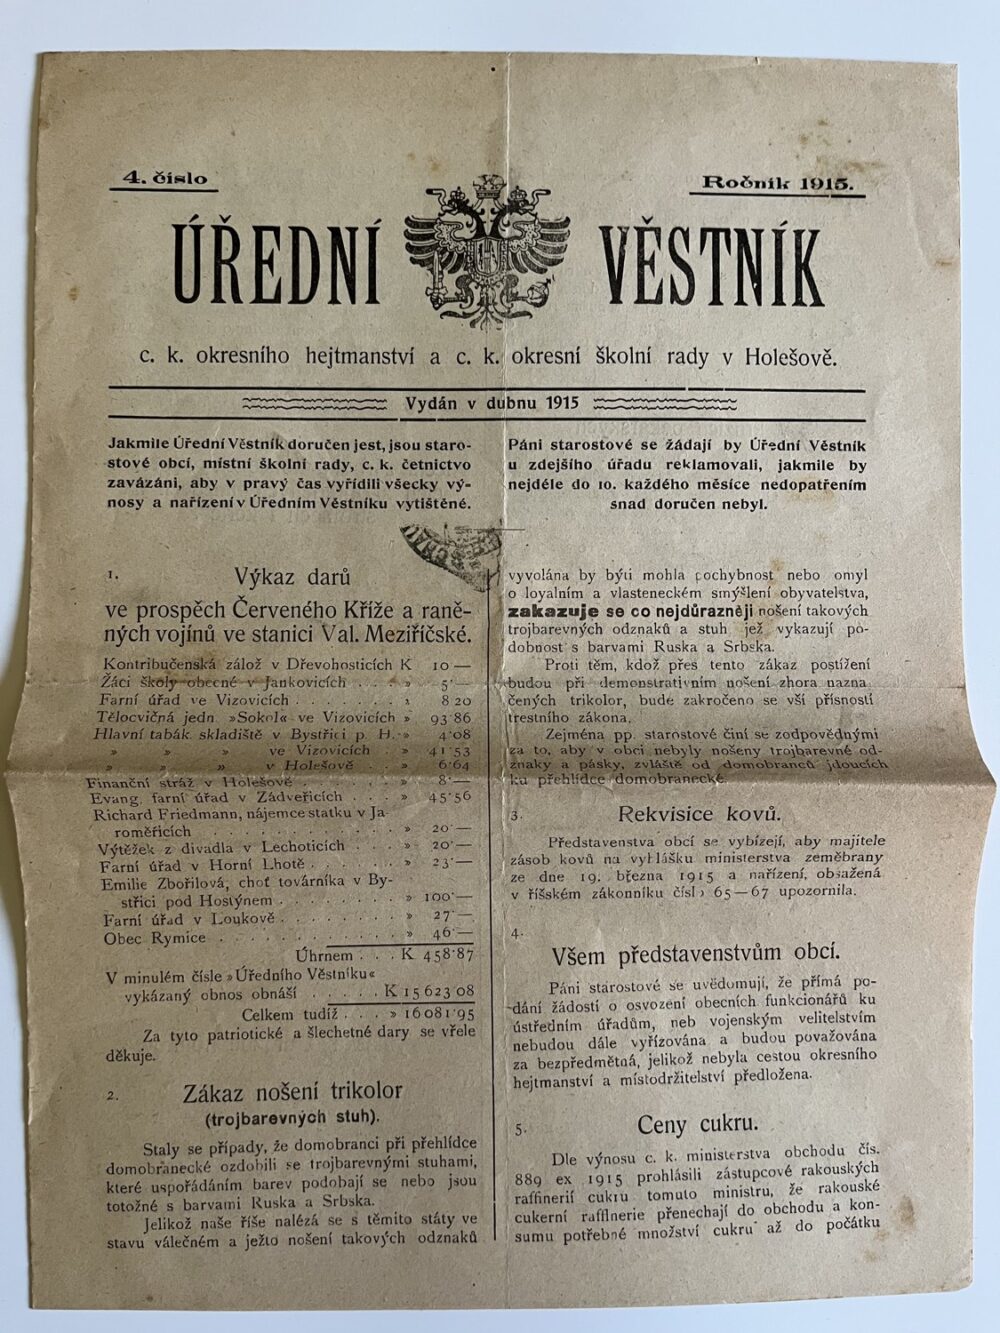 4. číslo
Ročník 1915.
ÚŘEDNÍ VĚSTNÍK
c. k. okresního hejtmanství a c. k. okresní školní rady v Holešově.
Vydán v dubnu 1915
Jakmile Úřední Věstník doručen jest, jsou staro-
stové obcí, místní školní rady, c. k. četnictvo
zavázáni, aby v pravý čas vyřídili všecky vý-
nosy a nařízení v Úředním Věstníku vytištěné.
Páni starostové se žádají by Úřední Věstník
u zdejšího úřadu reklamovali, jakmile by
nejdéle do 10. každého měsíce nedopatřením
snad doručen nebyl.
1.
Výkaz darů
ve prospěch Červeného Kříže a raně-
ných vojínů ve stanici Val. Meziříčské.
Kontribučenská zálož v Dřevohosticích K 10 —
Žáci školy obecné v Jankovicích . . . » 5·—
Farní úřad ve Vizovicích . . . . . . » 8 20
Tělocvičná jedn. »Sokol« ve Vizovicích » 93·86
Hlavní tabák. skladiště v Bystřici p. H. » 4·08
» » » ve Vizovicích . » 41·53
» » » v Holešově . . » 6·64
Finanční stráž v Holešově . . . . . » 8·—
Evang. farní úřad v Zádveřicích . . . » 45·56
Richard Friedmann, nájemce statku v Ja-
roměřicích . . . . . . . . . . . » 20·—
Výtěžek z divadla v Lechoticích . . . » 20·—
Farní úřad v Horní Lhotě . . . . . . » 23·—
Emilie Zbořilová, choť továrníka v By-
střici pod Hostýnem . . . . . . . . » 100·—
Farní úřad v Loukově . . . . . . . . » 27·—
Obec Rymice . . . . . . . . . . . » 46·—
Úhrnem . . . K 458·87
V minulém čísle »Úředního Věstníku«
vykázaný obnos obnáší . . . . . K 15 623 08
Celkem tudíž . . . » 16 081·95
Za tyto patriotické a šlechetné dary se vřele
děkuje.
2.
Zákaz nošení trikolor
(trojbarevných stuh).
Staly se případy, že domobranci při přehlídce
domobranecké ozdobili se trojbarevnými stuhami,
které uspořádáním barev podobají se nebo jsou
totožné s barvami Ruska a Srbska.
Jelikož naše říše nalézá se s těmito státy ve
stavu válečném a ježto nošení takových odznaků
vyvolána by býti mohla pochybnost nebo omyl
o loyalním a vlasteneckém smýšlení obyvatelstva,
zakazuje se co nejdůrazněji nošení takových
trojbarevných odznaků a stuh jež vykazují po-
dobnost s barvami Ruska a Srbska.
Proti těm, kdož přes tento zákaz postižení
budou při demonstrativním nošení zhora nazna
čených trikolor, bude zakročeno se vší přísností
trestního zákona.
Zejména pp. starostové činí se zodpovědnými
za to, aby v obci nebyly nošeny trojbarevné od-
znaky a pásky, zvláště od domobranců jdoucích
ku přehlídce domobranecké.
3.
Rekvisice kovů.
Představenstva obcí se vybízejí, aby majitele
zásob kovů na vyhlášku ministerstva zeměbrany
ze dne 19. března 1915 a nařízení, obsažená
v říšském zákonníku číslo 65—67 upozornila.
4.
Všem představenstvům obcí.
Páni starostové se uvědomují, že přímá po-
dání žádostí o osvození obecních funkcionářů ku
ústředním úřadům, neb vojenským velitelstvím
nebudou dále vyřízována a budou považována
za bezpředmětná, jelikož nebyla cestou okresního
hejtmanství a místodržitelství předložena.
5.
Ceny cukru.
Dle výnosu c. k. ministerstva obchodu čís.
889 ex 1915 prohlásili zástupcové rakouských
raffinerií cukru tomuto ministru, že rakouské
cukerní raffinerie přenechají do obchodu a kon-
sumu potřebné množství cukru až do počátku